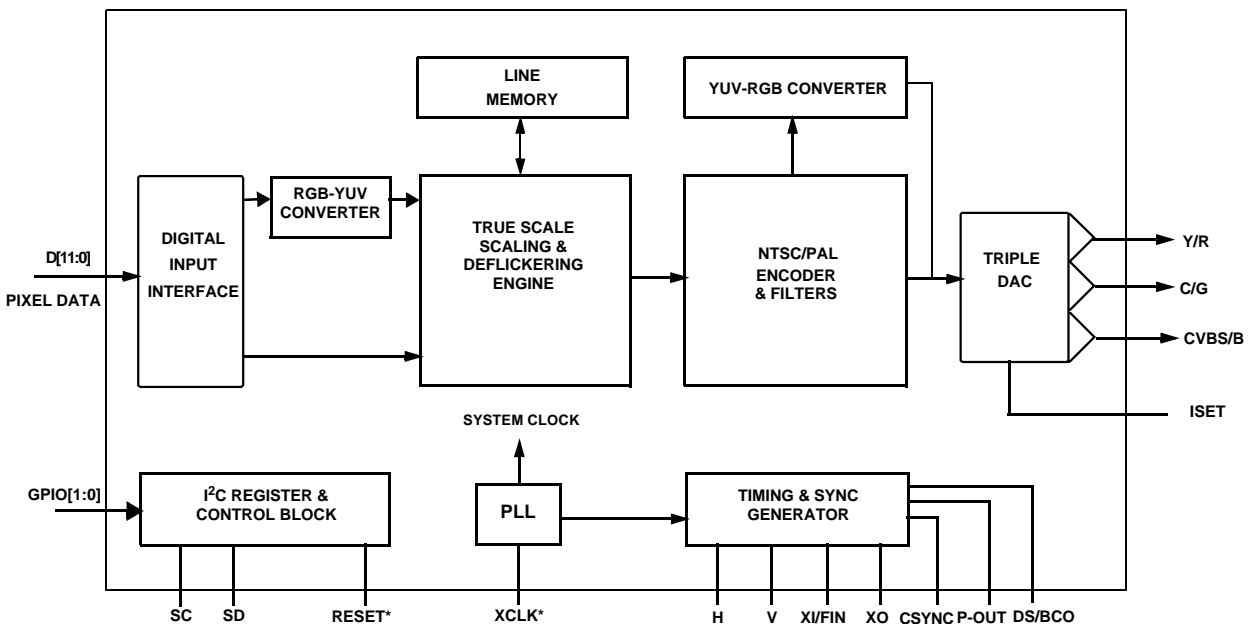 LINE
MEMORY
YUV-RGB CONVERTER
RGB-YUV
CONVERTER
DIGITAL
INPUT
INTERFACE
TRUE SCALE
SCALING &
DEFLICKERING
ENGINE
NTSC/PAL
ENCODER
& FILTERS
TRIPLE
DAC
D[11:0]
PIXEL DATA
Y/R
C/G
CVBS/B
ISET
SYSTEM CLOCK
GPIO[1:0]
I²C REGISTER &
CONTROL BLOCK
PLL
TIMING & SYNC
GENERATOR
SC SD RESET* XCLK* H V XI/FIN XO CSYNC P-OUT DS/BCO